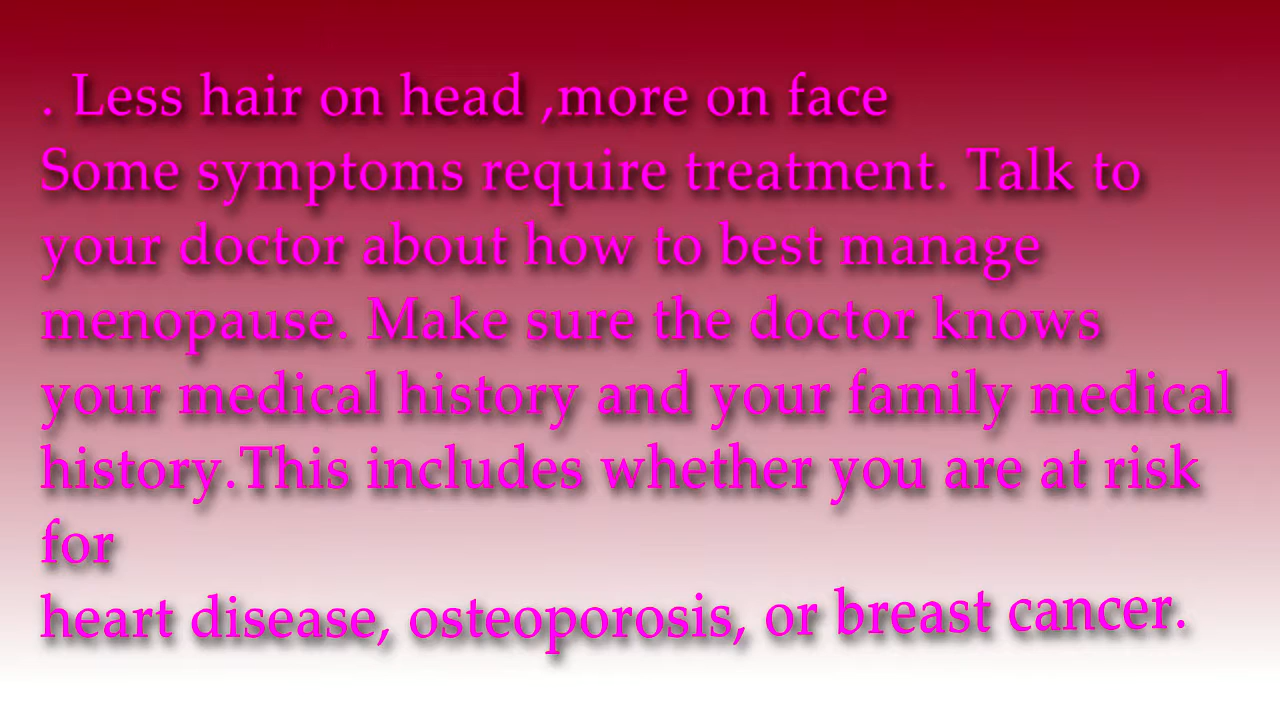 . Less hair on head ,more on face
Some symptoms require treatment. Talk to
your doctor about how to best manage
menopause. Make sure the doctor knows
your medical history and your family medical
history.This includes whether you are at risk
for
heart disease, osteoporosis, or breast cancer.